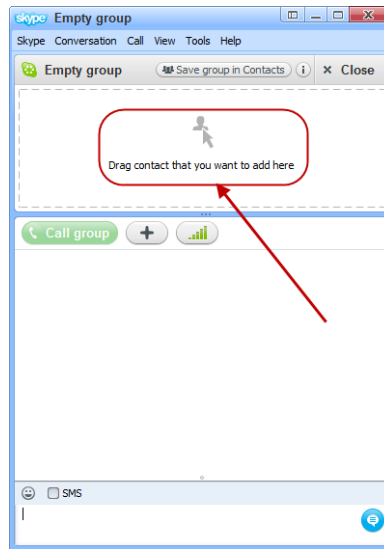 skype Empty group
Skype Conversation Call View Tools Help
Empty group Save group in Contacts i × Close
Drag contact that you want to add here
Call group
SMS